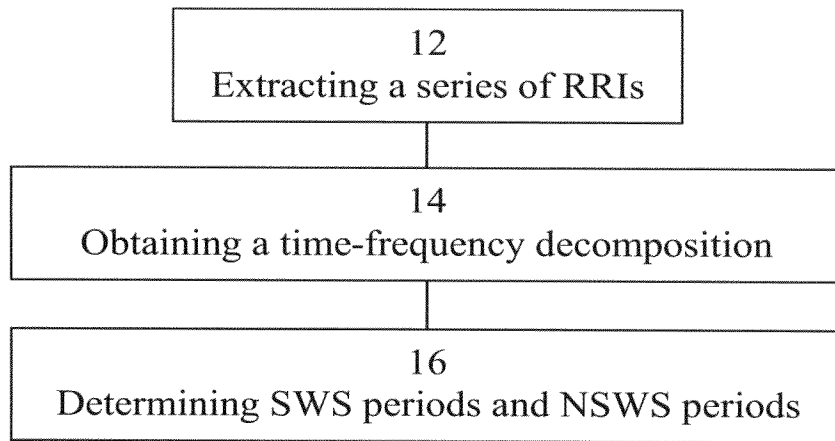 12
Extracting a series of RRIs
14
Obtaining a time-frequency decomposition
16
Determining SWS periods and NSWS periods